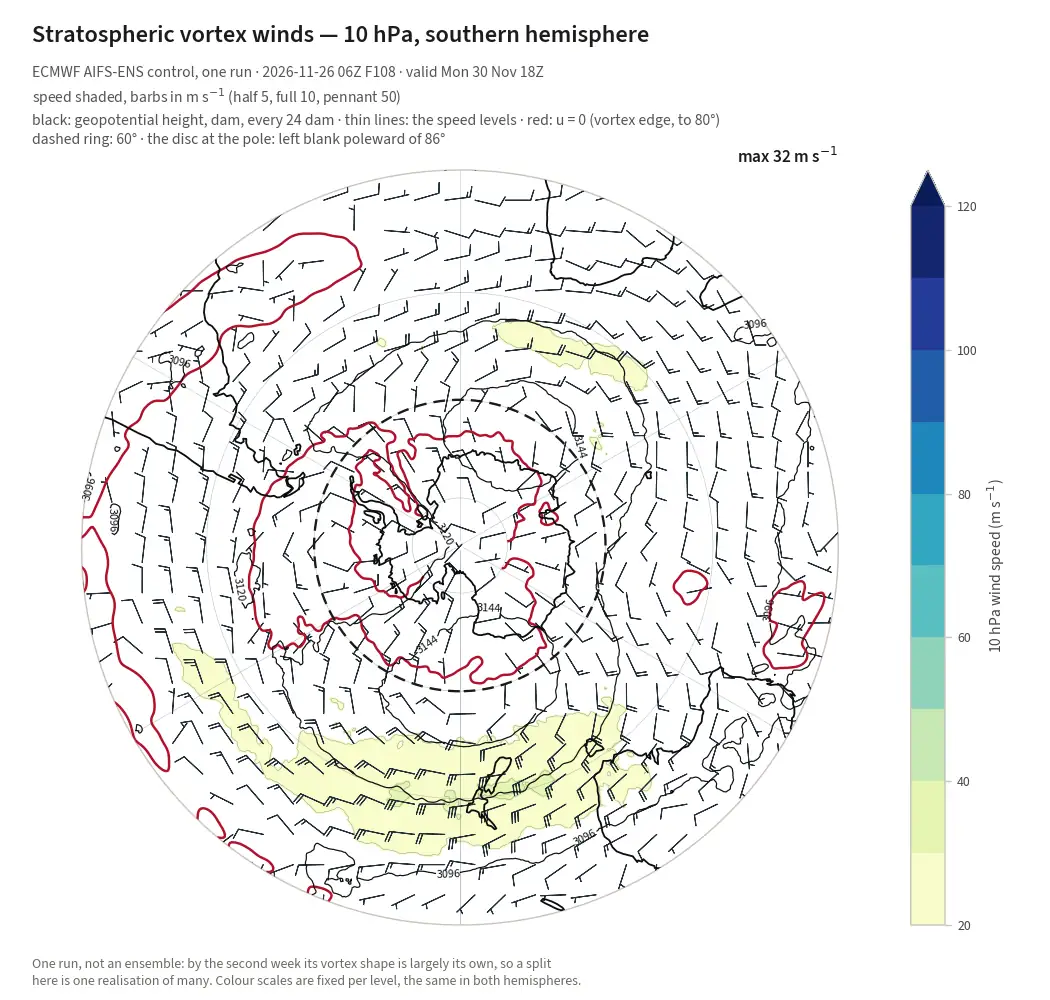 Stratospheric vortex winds — 10 hPa, southern hemisphere
ECMWF AIFS-ENS control, one run · 2026-11-26 06Z F108 · valid Mon 30 Nov 18Z
speed shaded, barbs in m s⁻¹ (half 5, full 10, pennant 50)
black: geopotential height, dam, every 24 dam · thin lines: the speed levels · red: u = 0 (vortex edge, to 80°)
dashed ring: 60° · the disc at the pole: left blank poleward of 86°
max 32 m s⁻¹
120
100
80
60
40
20
10 hPa wind speed (m s⁻¹)
3096
3096
3144
3096
3096
3120
3120
3096
3144
3144
3096
3096
One run, not an ensemble: by the second week its vortex shape is largely its own, so a split
here is one realisation of many. Colour scales are fixed per level, the same in both hemispheres.